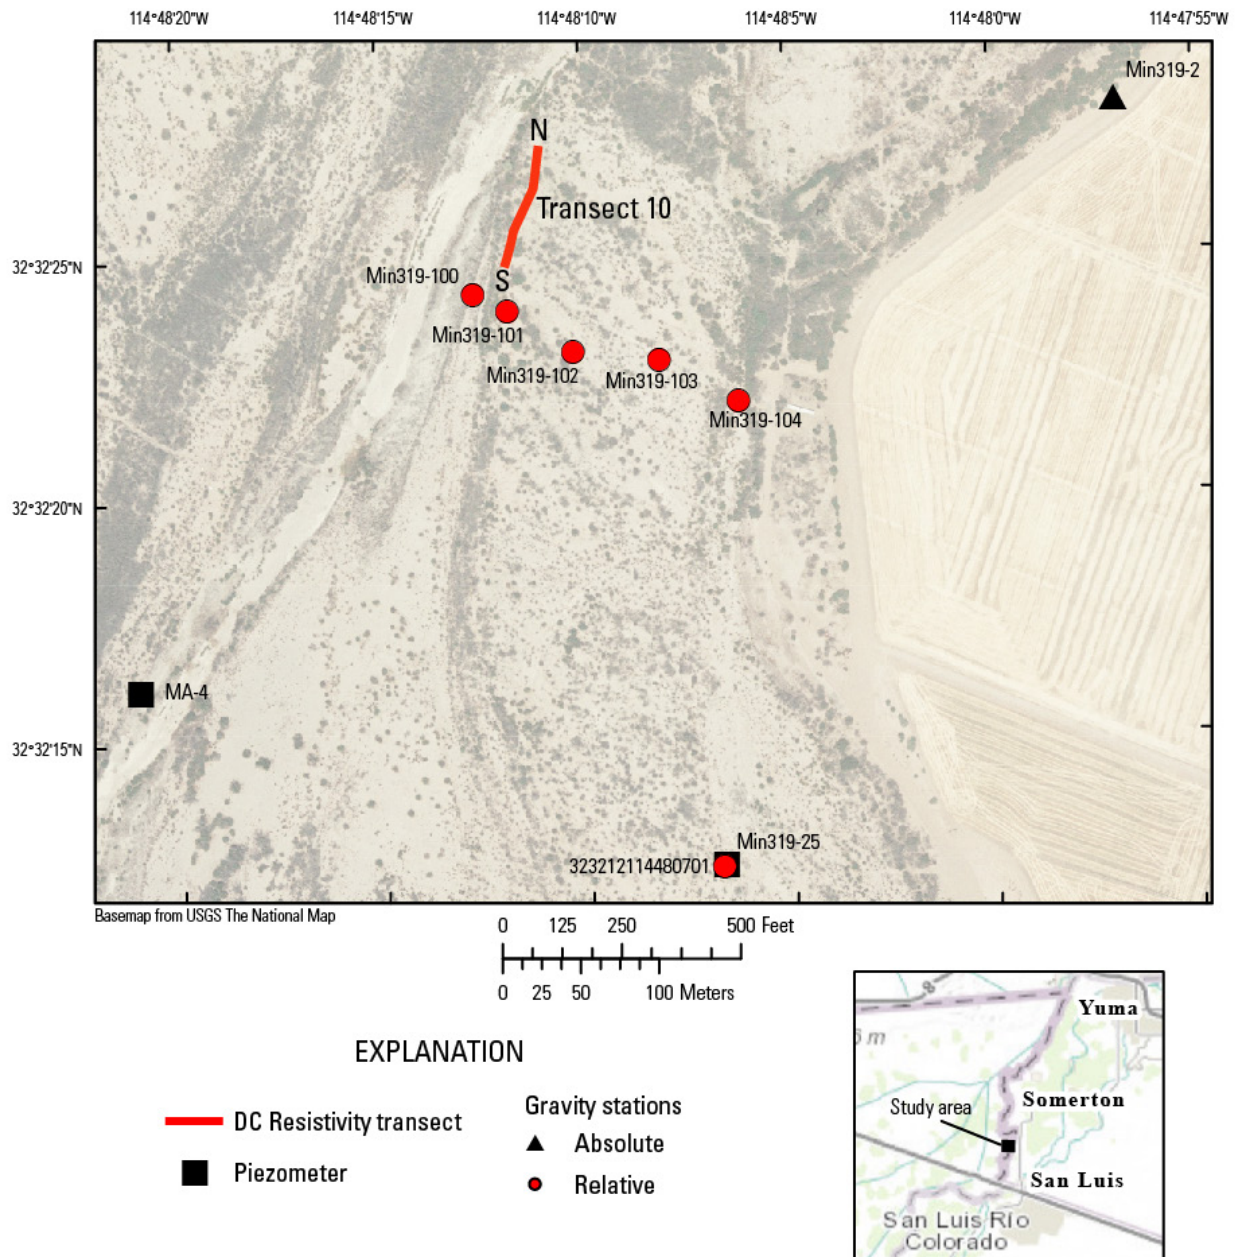 114°48'20"W
114°48'15"W
114°48'10"W
114°48'5"W
114°48'0"W
114°47'55"W
Min319-2
N
Transect 10
32°32'25"N
Min319-100
S
Min319-101
Min319-102
Min319-103
Min319-104
32°32'20"N
MA-4
32°32'15"N
Min319-25
323212114480701
Basemap from USGS The National Map
0 125 250 500 Feet
0 25 50 100 Meters
EXPLANATION
DC Resistivity transect
Piezometer
Gravity stations
Absolute
Relative
8
Yuma
Somerton
Study area
San Luis
San Luis Río
Colorado